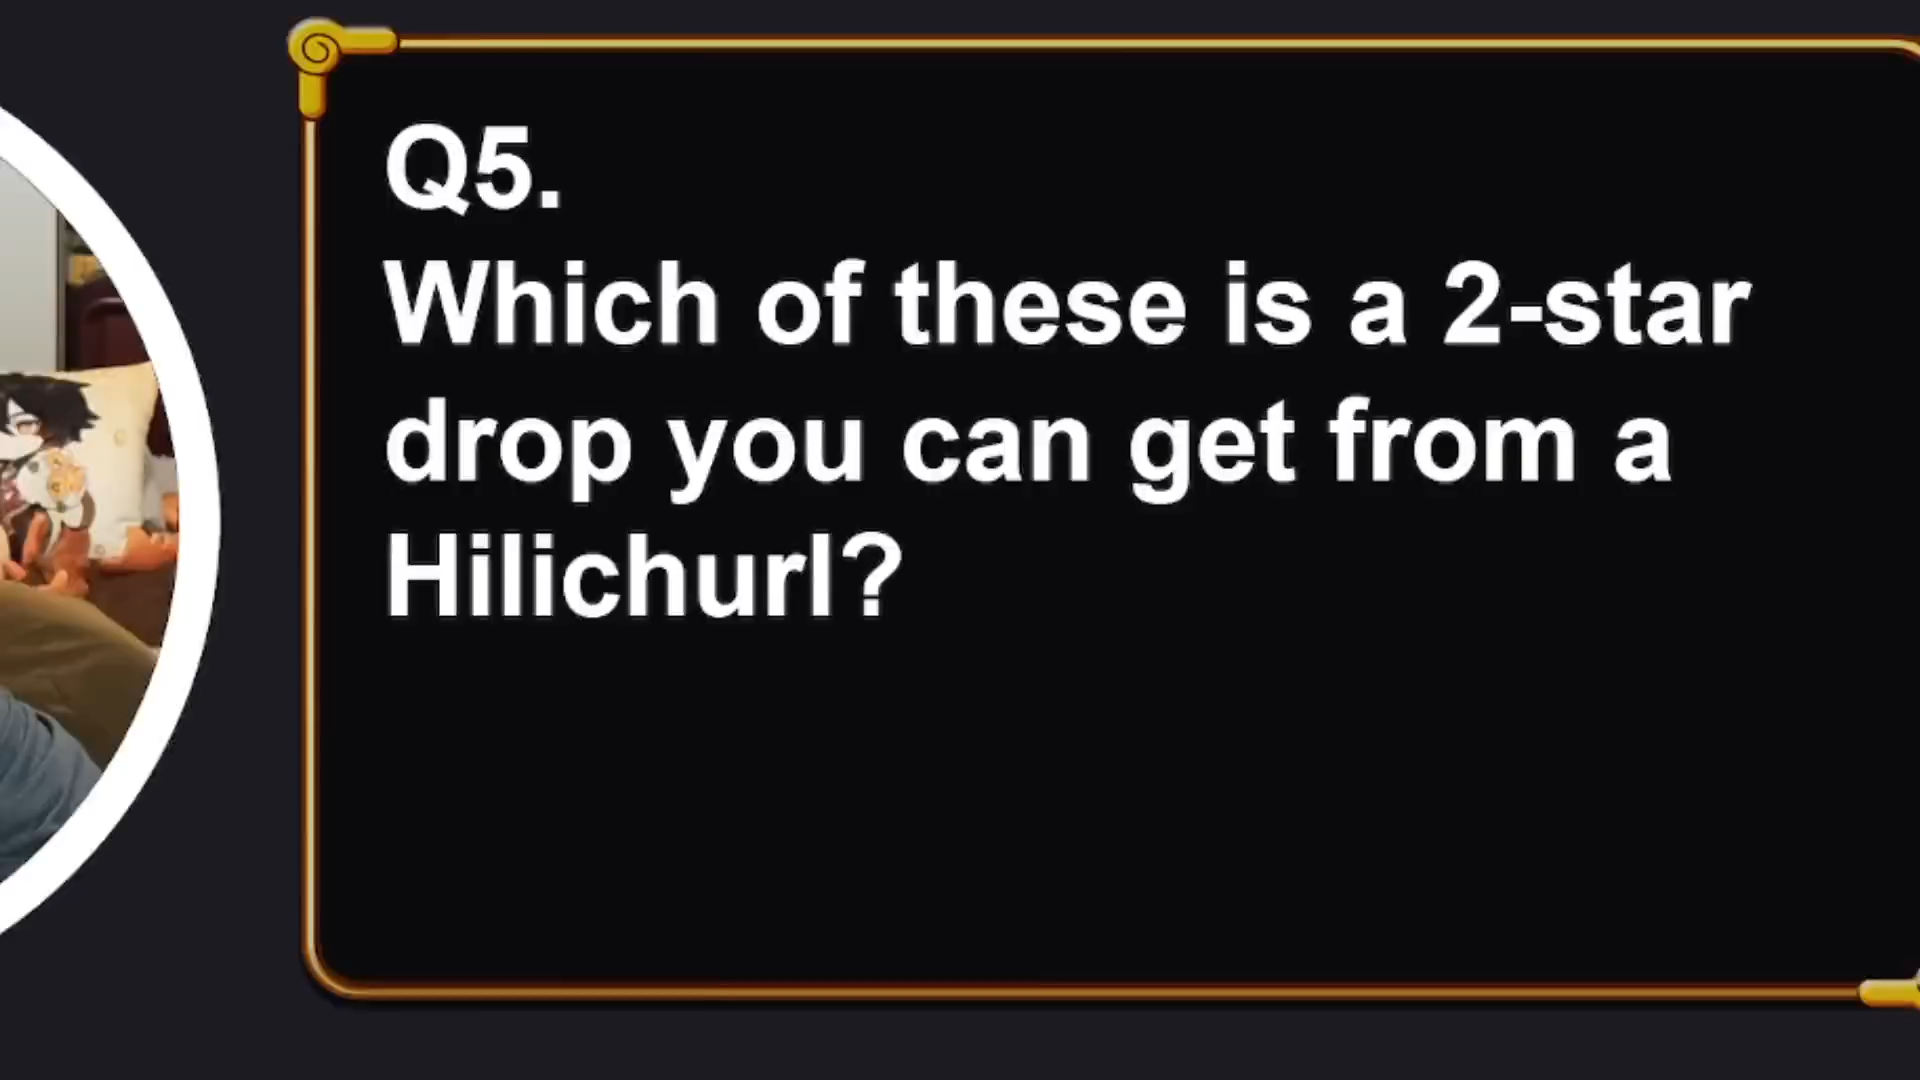 Q5.
Which of these is a 2-star
drop you can get from a
Hilichurl?